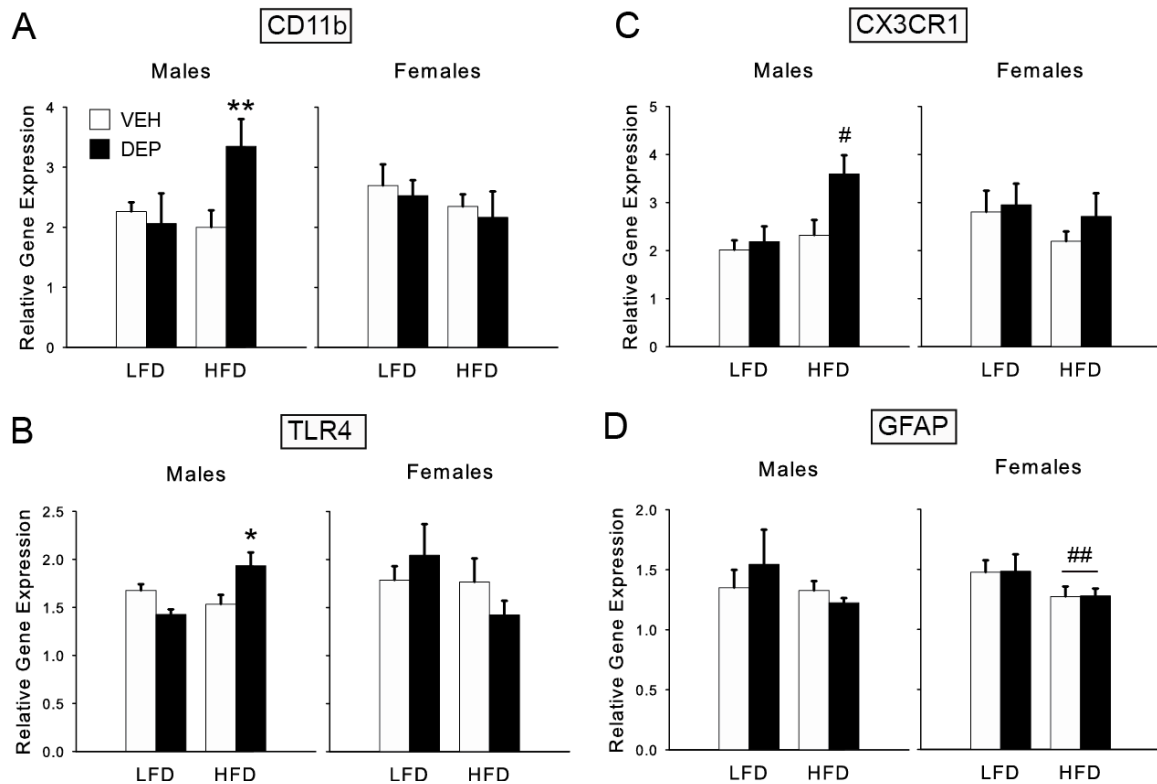 A
CD11b
Males
Females
Relative Gene Expression
4
3
2
1
0
VEH
DEP
**
LFD
HFD
LFD
HFD
C
CX3CR1
Males
Females
Relative Gene Expression
5
4
3
2
1
0
#
LFD
HFD
LFD
HFD
B
TLR4
Males
Females
Relative Gene Expression
2.5
2.0
1.5
1.0
0.5
0.0
*
LFD
HFD
LFD
HFD
D
GFAP
Males
Females
Relative Gene Expression
2.0
1.5
1.0
0.5
0.0
##
LFD
HFD
LFD
HFD